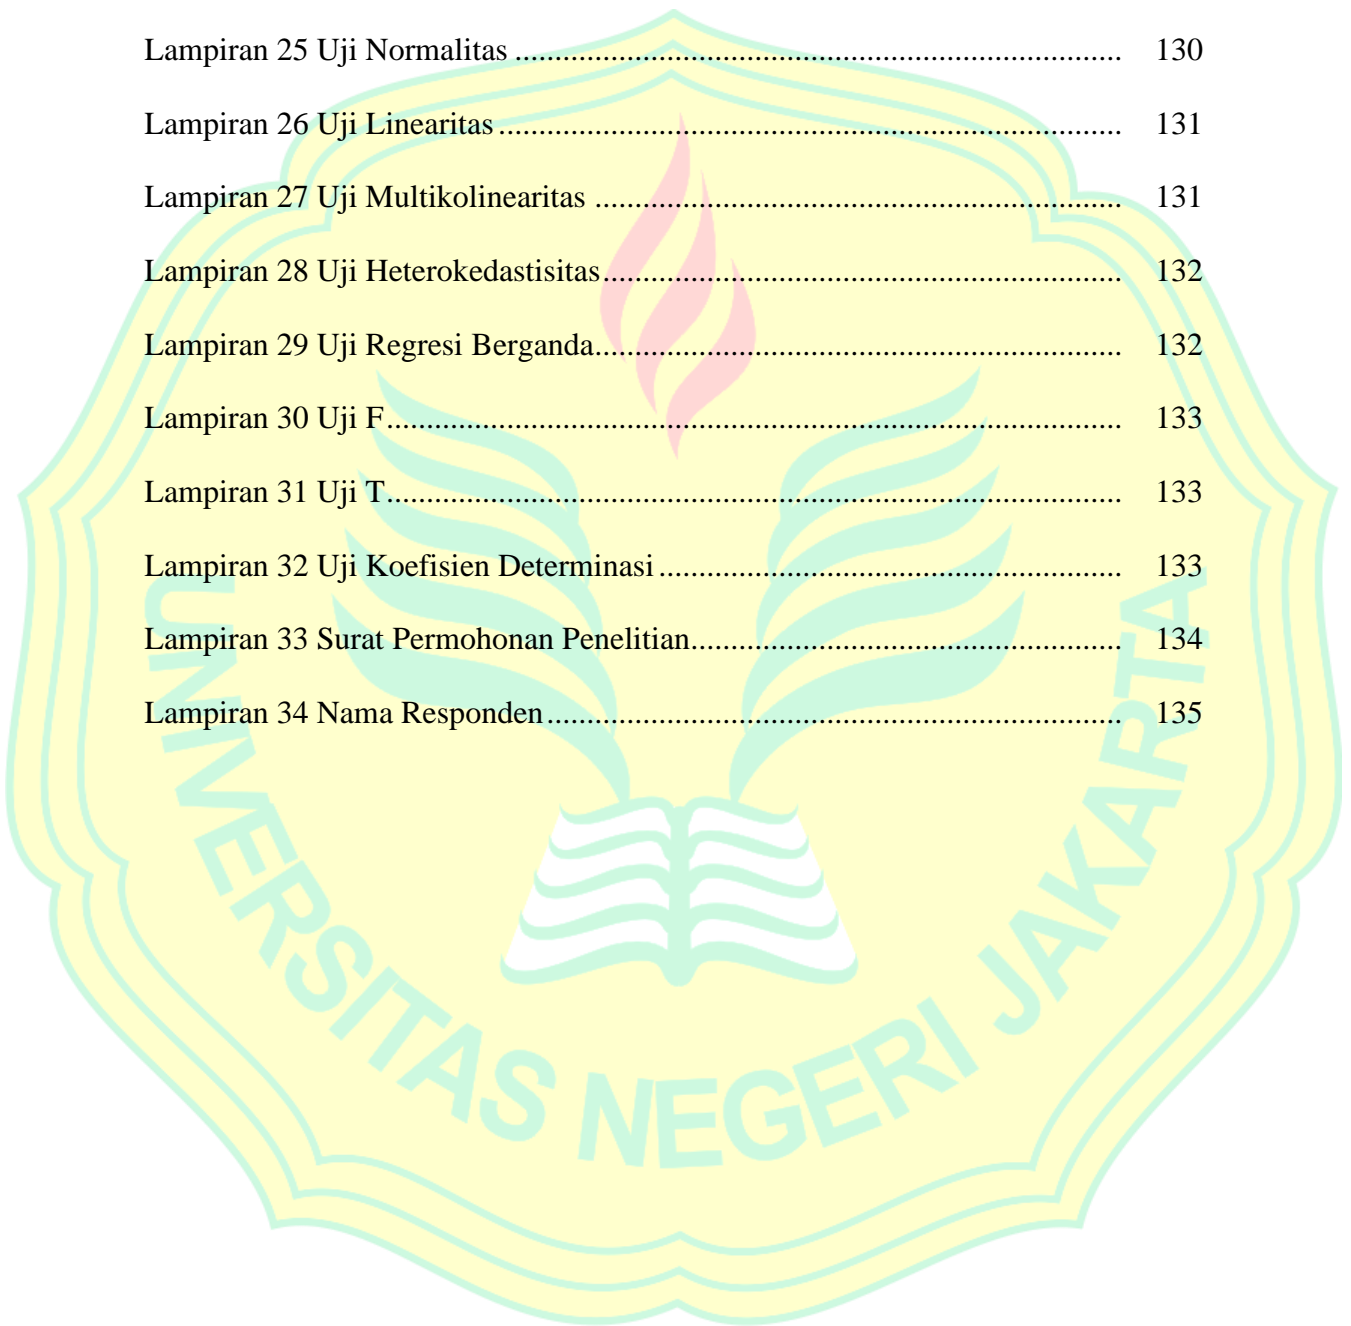 Lampiran 25 Uji Normalitas ........................................................................... 130
Lampiran 26 Uji Linearitas ............................................................................. 131
Lampiran 27 Uji Multikolinearitas ................................................................. 131
Lampiran 28 Uji Heterokedastisitas................................................................ 132
Lampiran 29 Uji Regresi Berganda................................................................. 132
Lampiran 30 Uji F........................................................................................... 133
Lampiran 31 Uji T........................................................................................... 133
Lampiran 32 Uji Koefisien Determinasi ......................................................... 133
Lampiran 33 Surat Permohonan Penelitian..................................................... 134
Lampiran 34 Nama Responden....................................................................... 135
UNIVERSITAS NEGERI JAKARTA